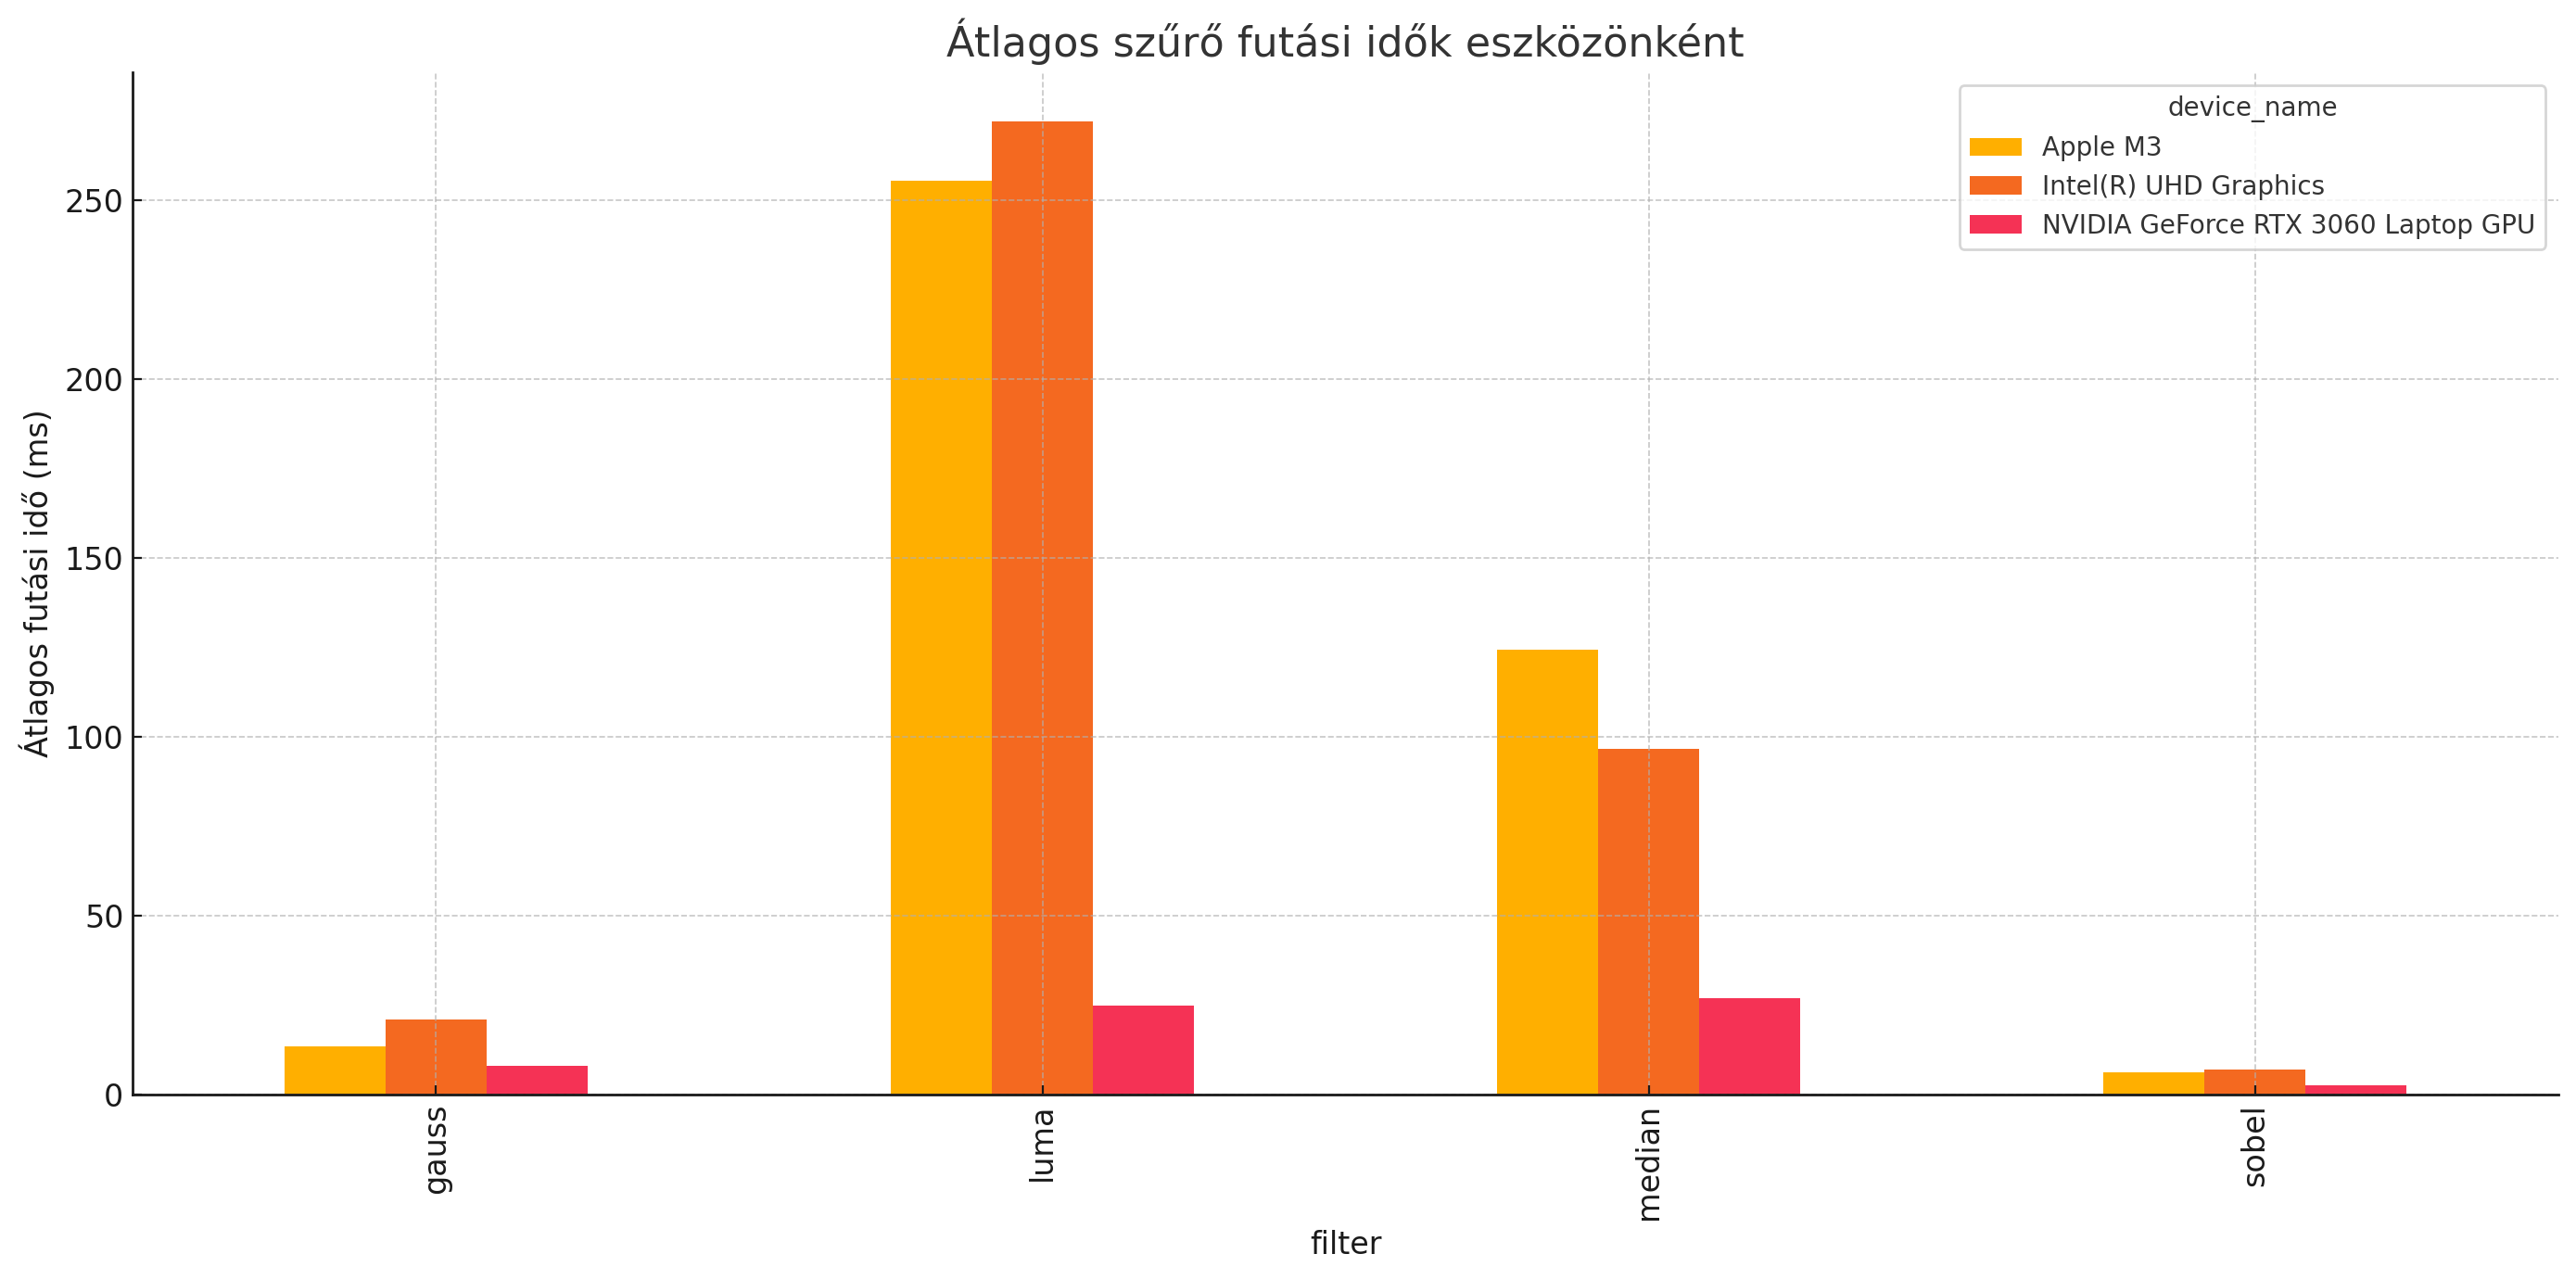 Átlagos szűrő futási idők eszközönként
device_name
Apple M3
Intel(R) UHD Graphics
NVIDIA GeForce RTX 3060 Laptop GPU
Átlagos futási idő (ms)
250
200
150
100
50
0
gauss
luma
median
sobel
filter